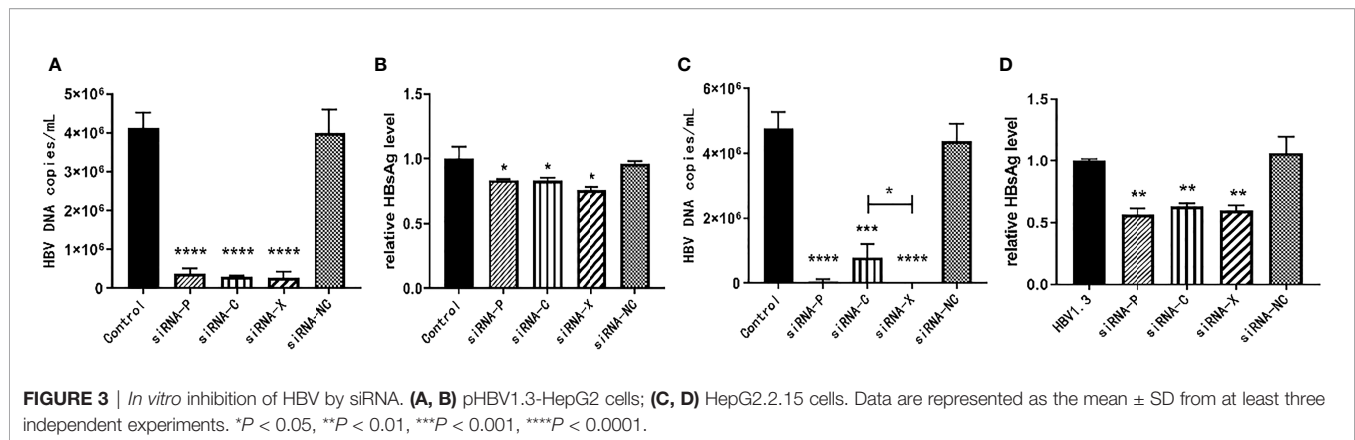 A
HBV DNA copies/mL
5×10⁶
4×10⁶
3×10⁶
2×10⁶
1×10⁶
0
**** **** ****
Control siRNA-P siRNA-C siRNA-X siRNA-NC
B
relative HBsAg level
1.5
1.0
0.5
0.0
* * *
Control siRNA-P siRNA-C siRNA-X siRNA-NC
C
HBV DNA copies/mL
6×10⁶
4×10⁶
2×10⁶
0
*
**** *** ****
Control siRNA-P siRNA-C siRNA-X siRNA-NC
D
relative HBsAg level
1.5
1.0
0.5
0.0
** ** **
HBV1.3 siRNA-P siRNA-C siRNA-X siRNA-NC
FIGURE 3 | In vitro inhibition of HBV by siRNA. (A, B) pHBV1.3-HepG2 cells; (C, D) HepG2.2.15 cells. Data are represented as the mean ± SD from at least three
independent experiments. *P < 0.05, **P < 0.01, ***P < 0.001, ****P < 0.0001.